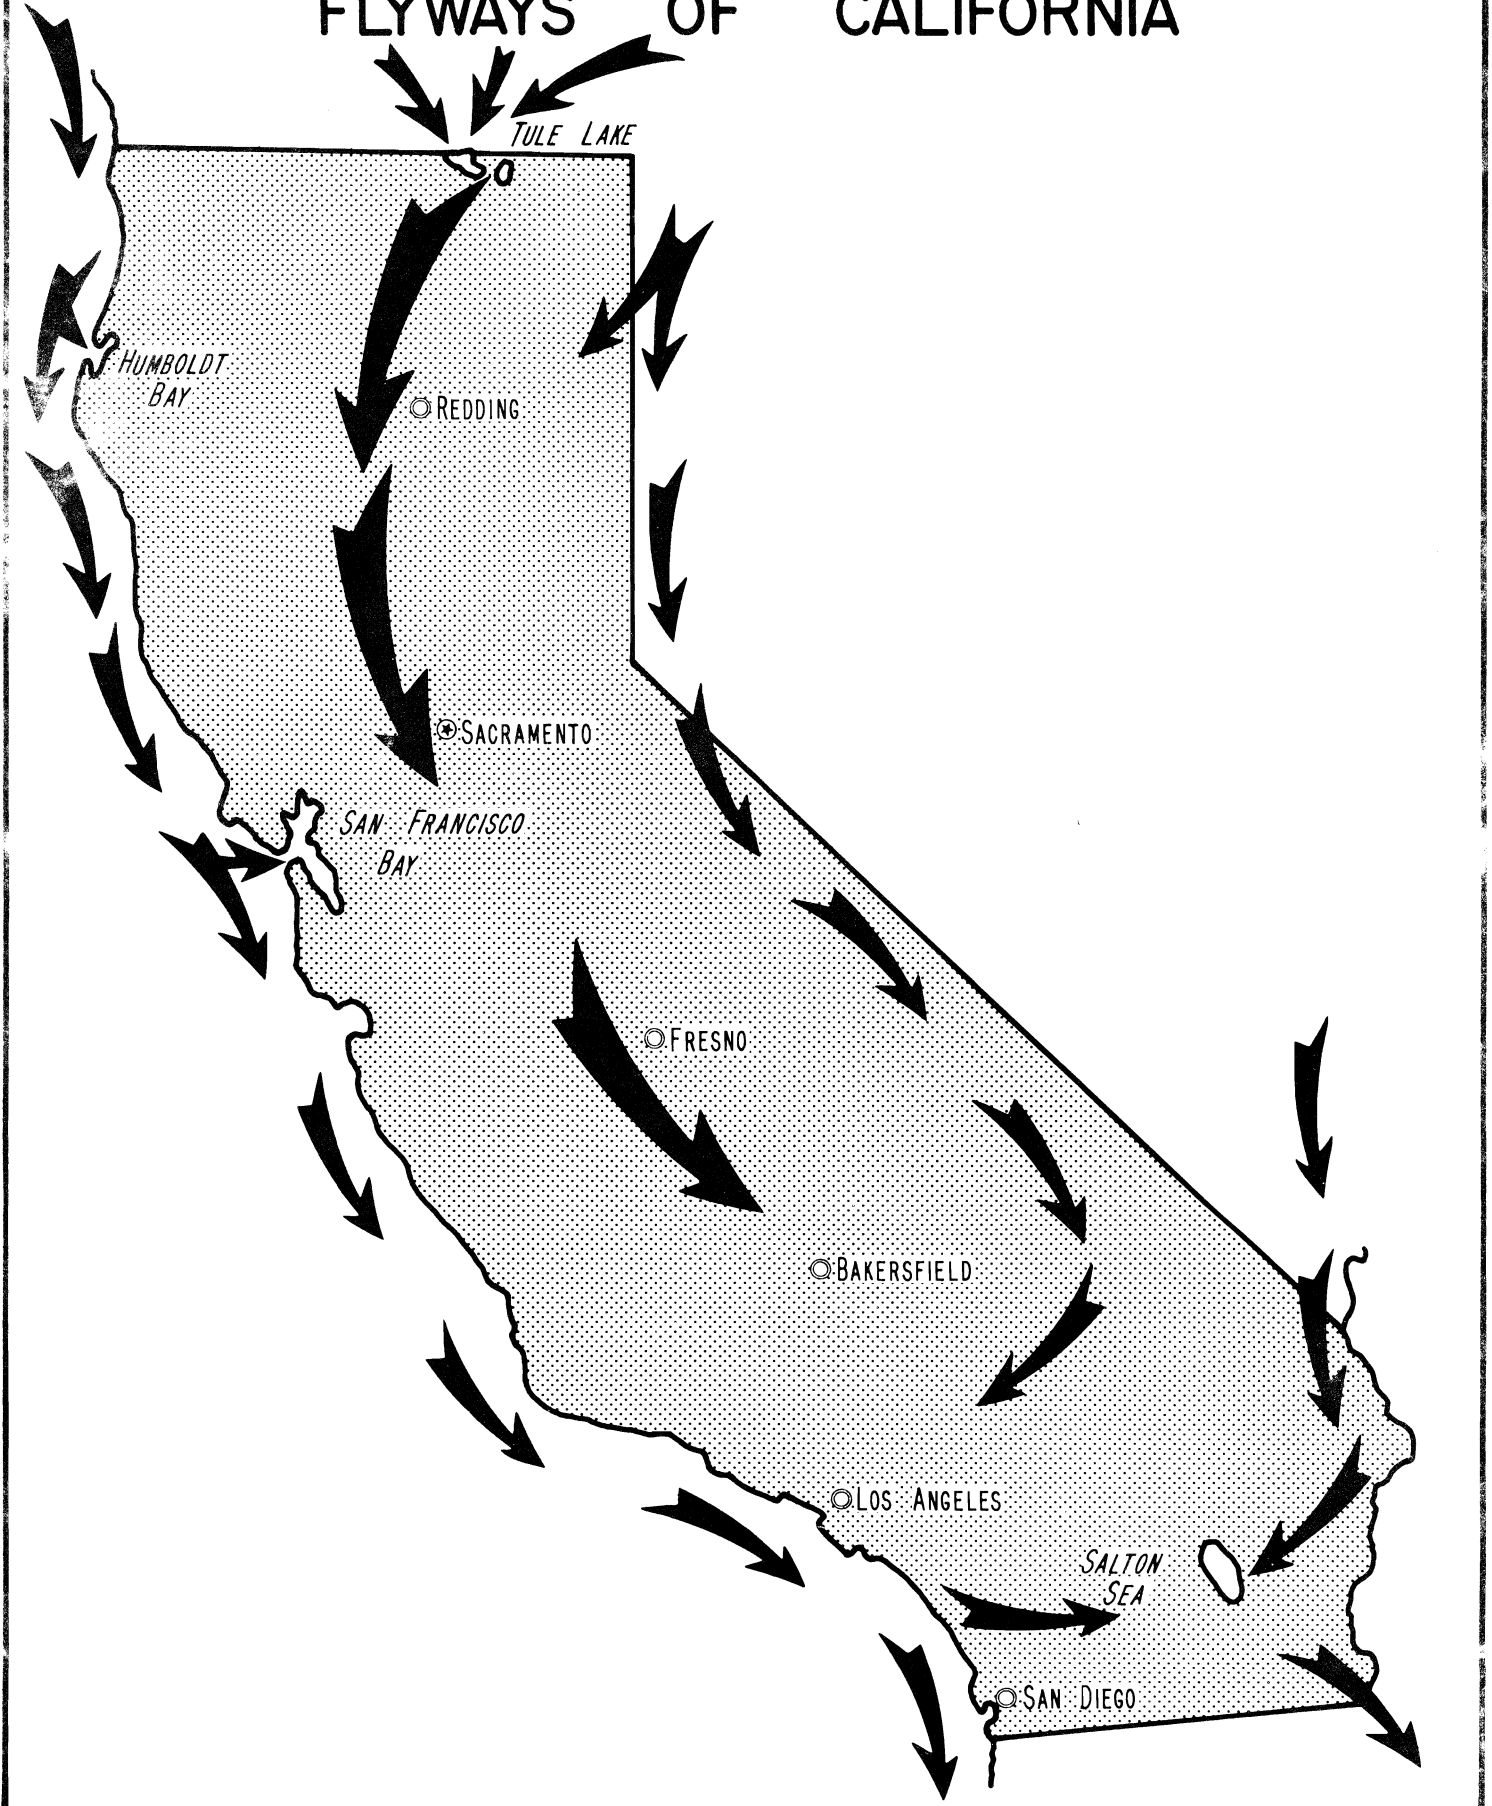 FLYWAYS OF CALIFORNIA
TULE LAKE
HUMBOLDT
BAY
REDDING
SACRAMENTO
SAN FRANCISCO
BAY
FRESNO
BAKERSFIELD
LOS ANGELES
SALTON
SEA
SAN DIEGO